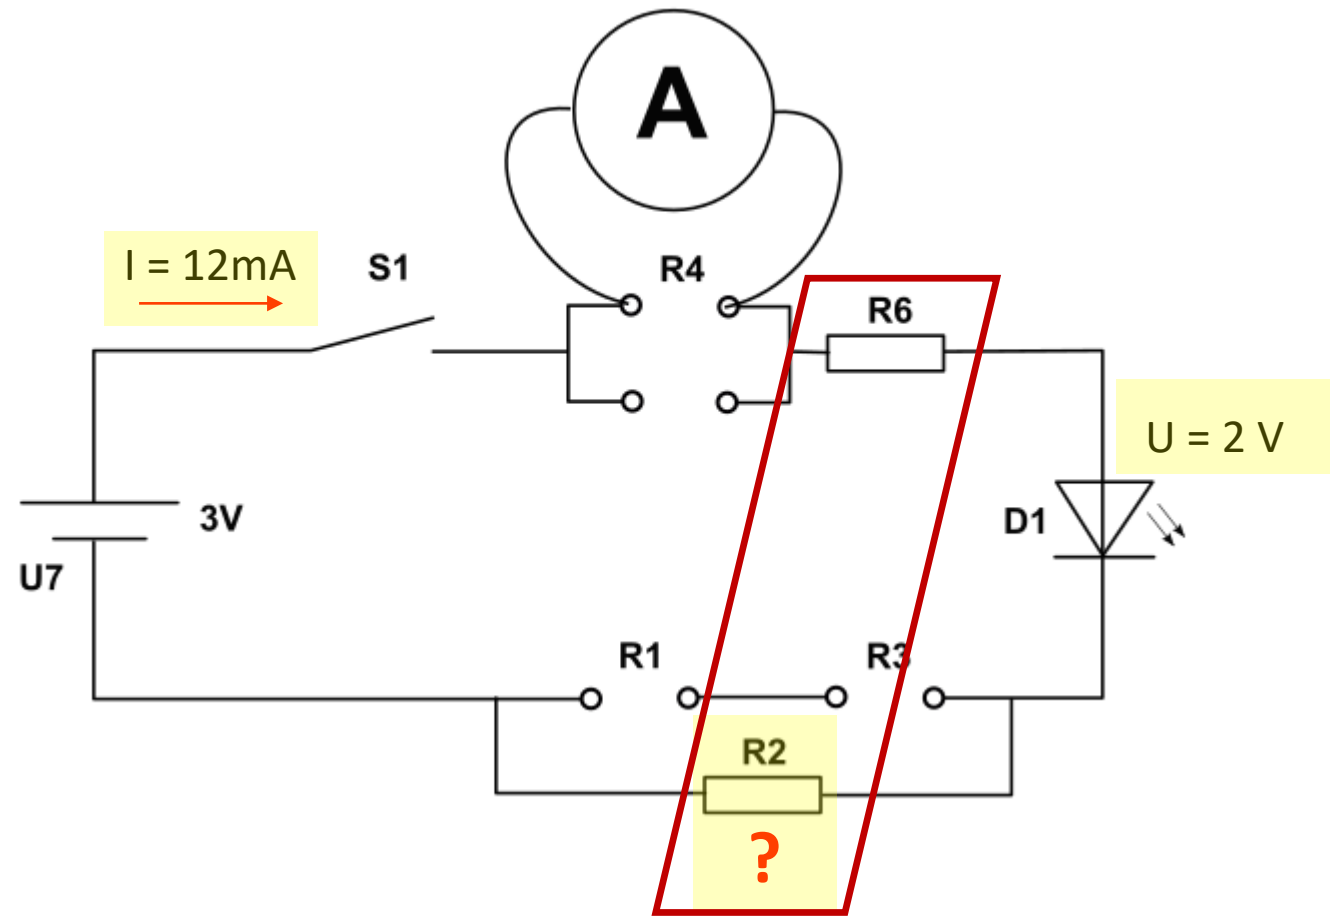 A
I = 12mA
S1
R4
R6
U = 2 V
3V
D1
U7
R1
R3
R2
?